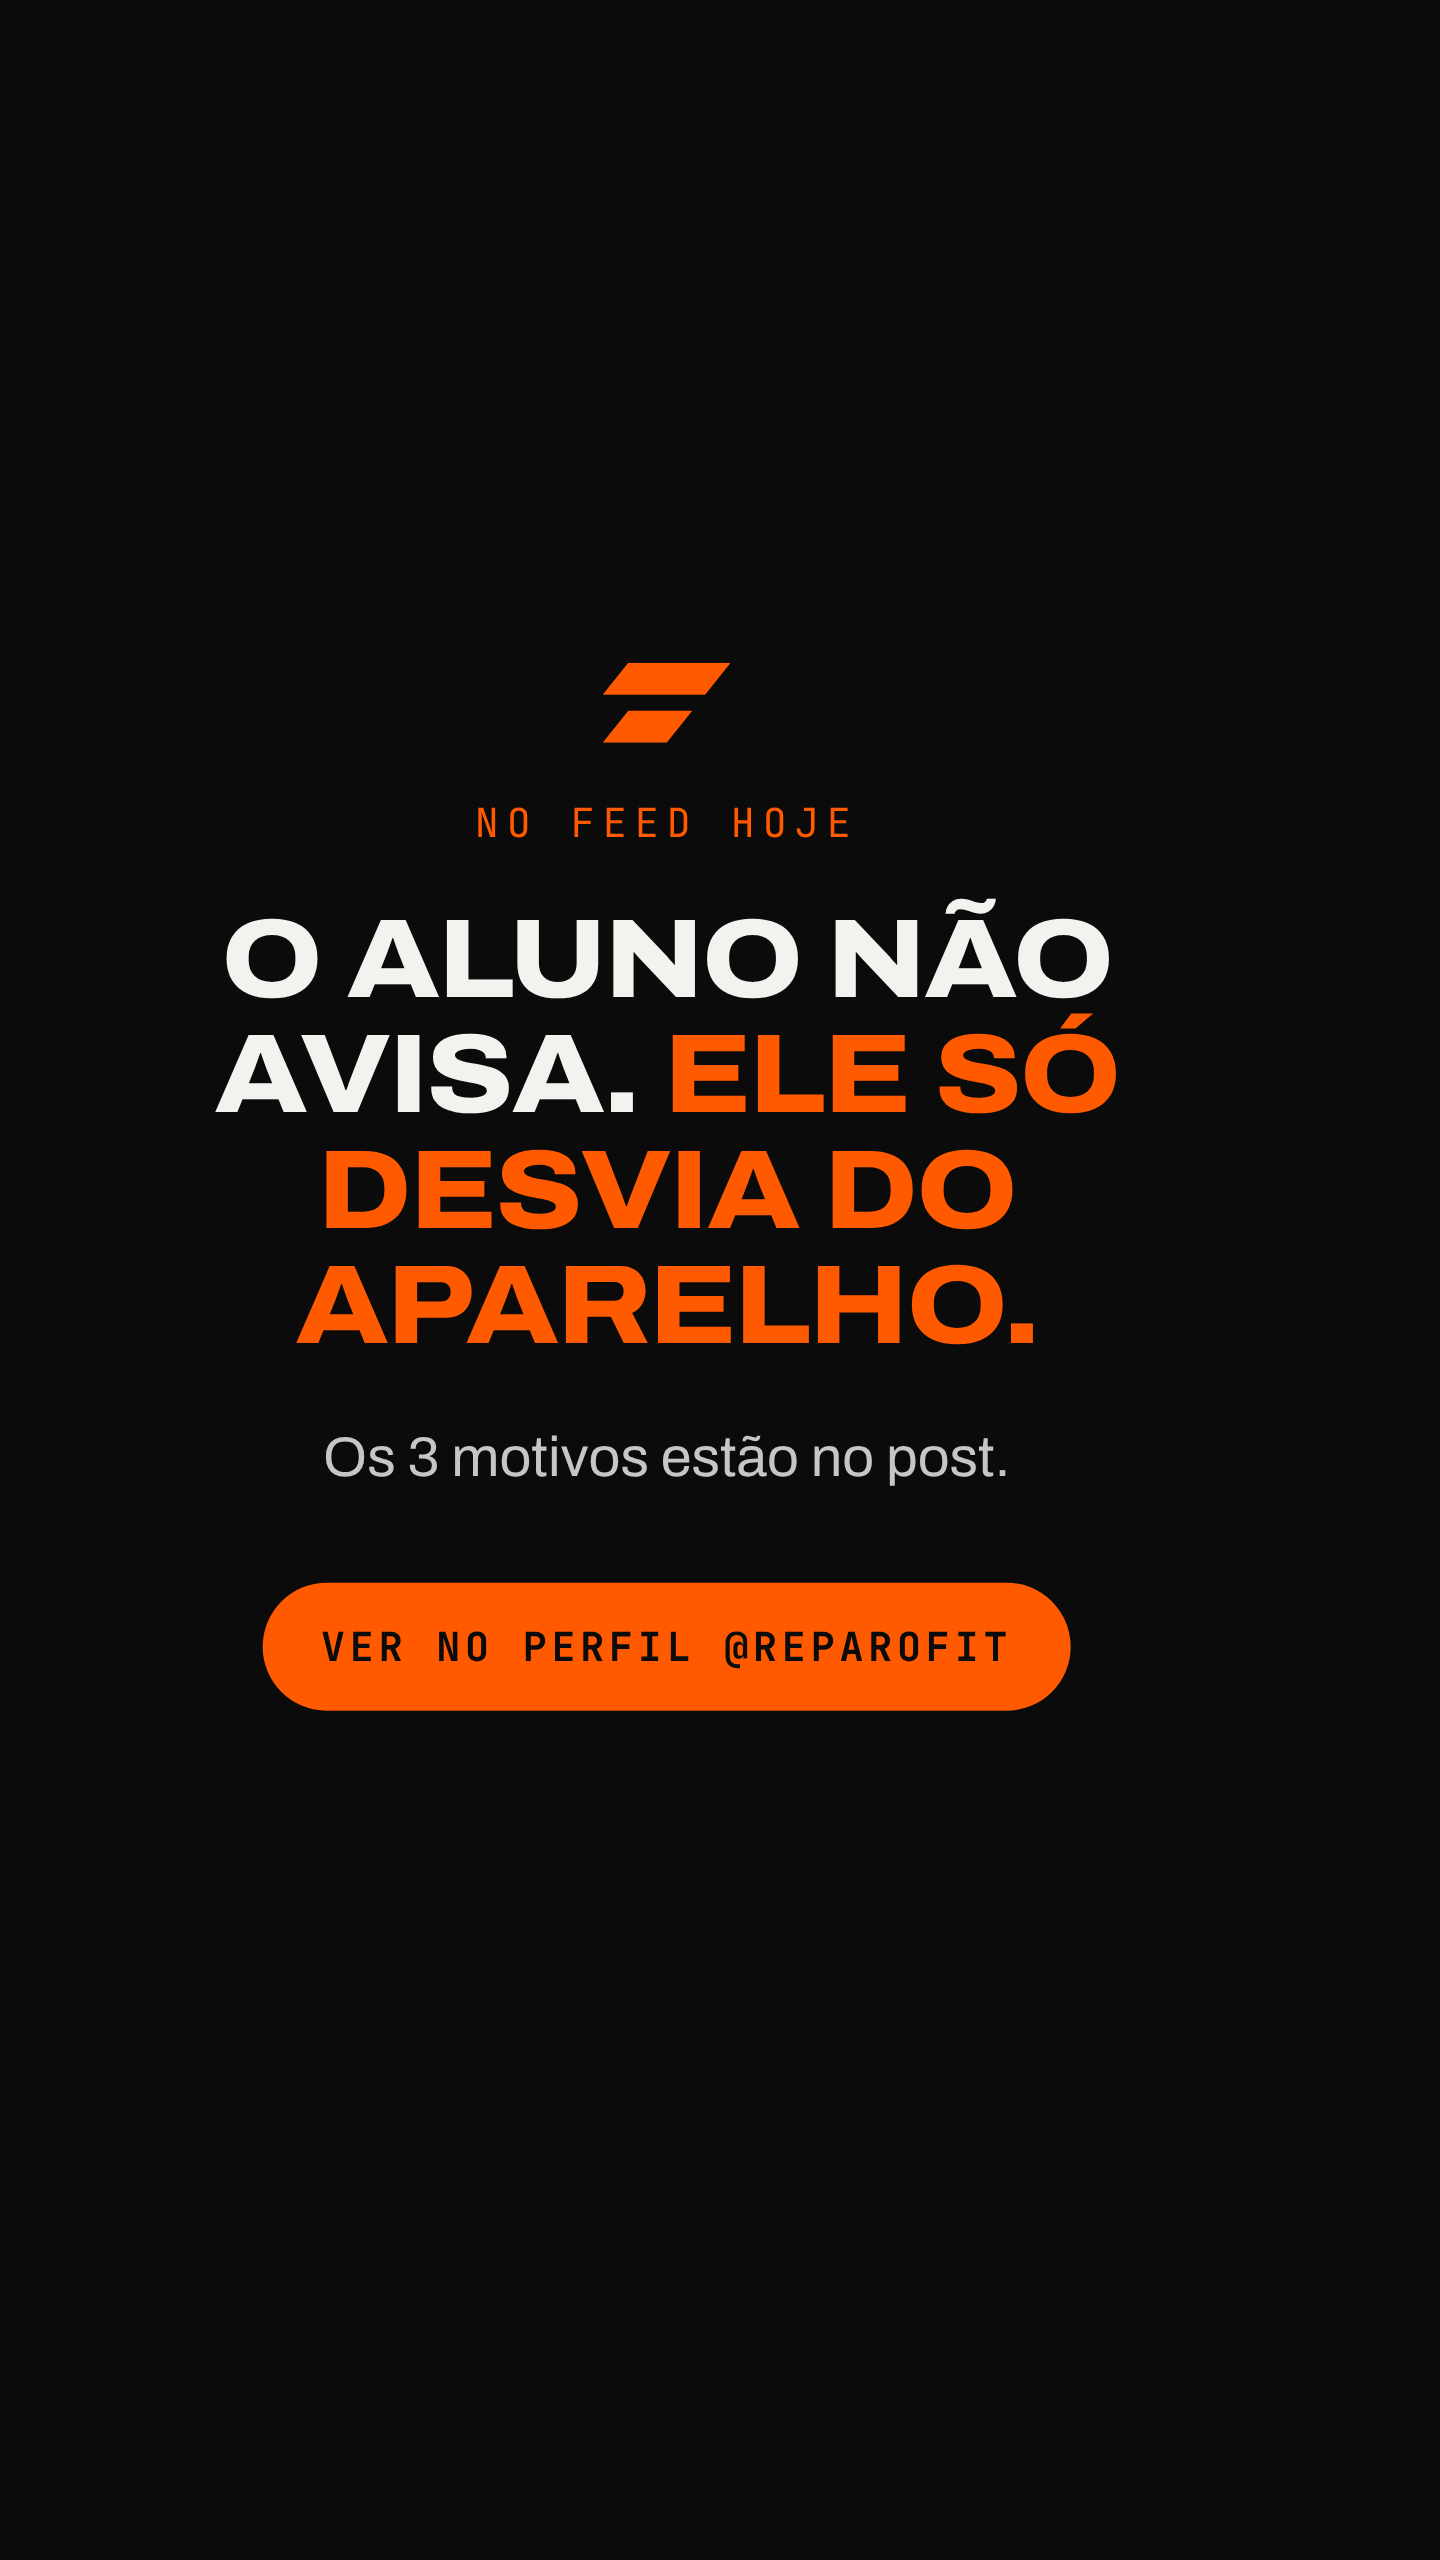 NO FEED HOJE
O ALUNO NÃO
AVISA. ELE SÓ
DESVIA DO
APARELHO.
Os 3 motivos estão no post.
VER NO PERFIL @REPAROFIT